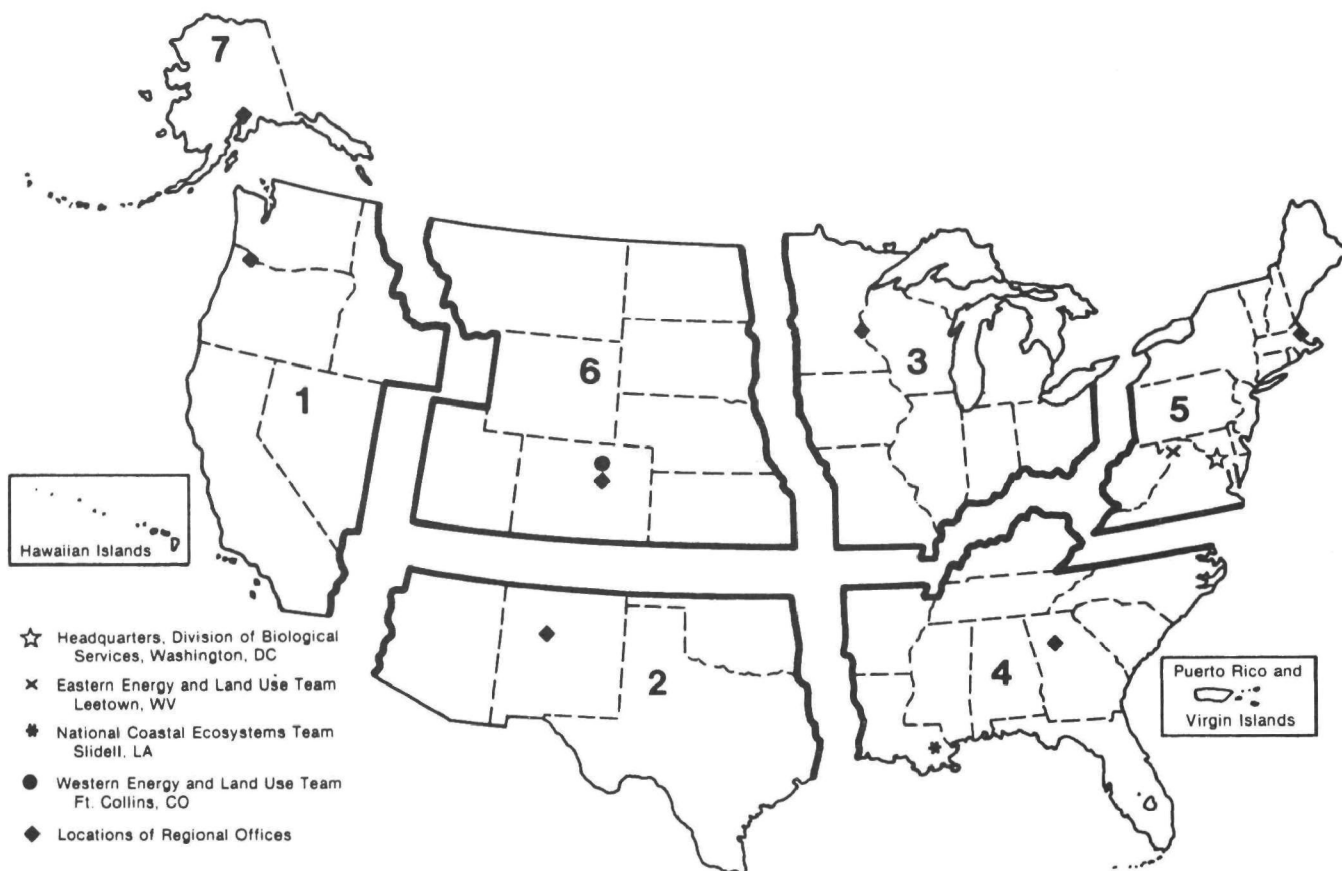 7
6
3
1
5
Hawaiian Islands
2
4
Puerto Rico and
Virgin Islands
Headquarters, Division of Biological
Services, Washington, DC
Eastern Energy and Land Use Team
Leetown, WV
National Coastal Ecosystems Team
Slidell, LA
Western Energy and Land Use Team
Ft. Collins, CO
Locations of Regional Offices